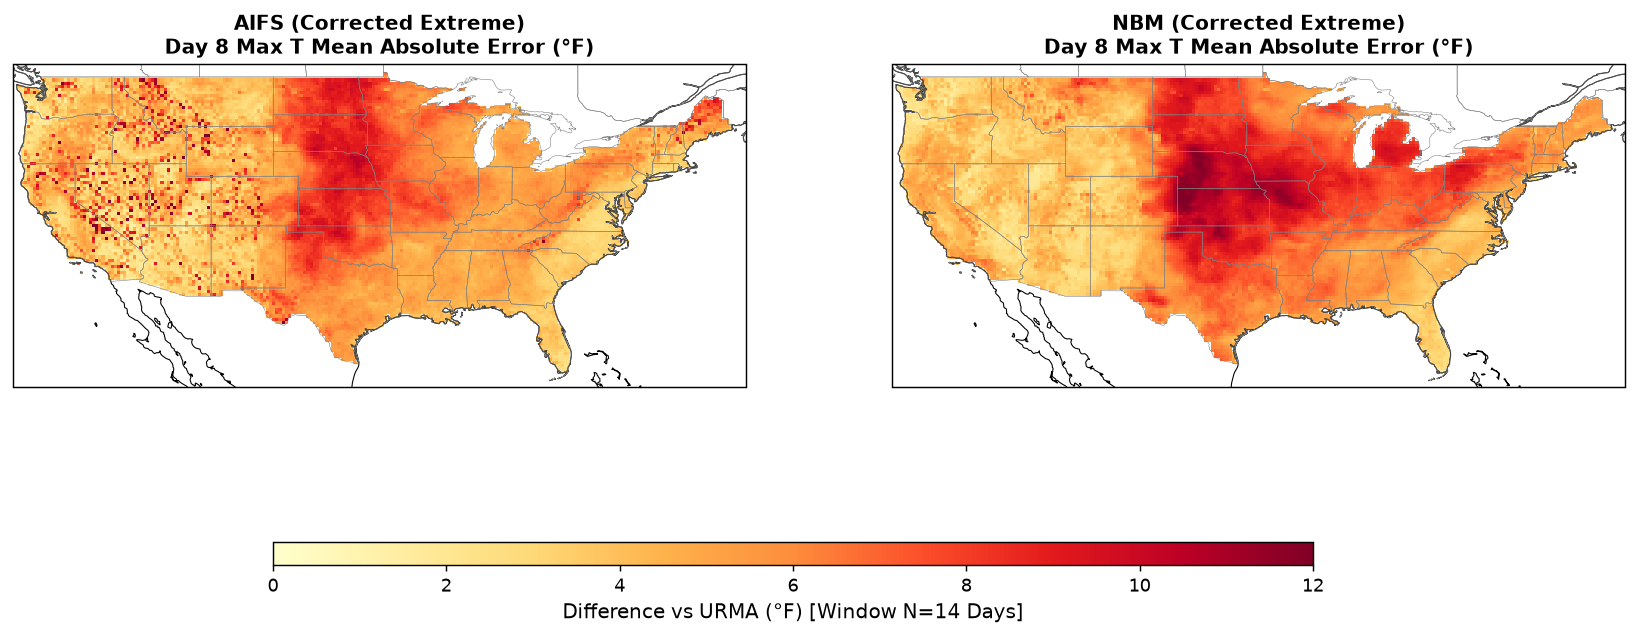 AIFS (Corrected Extreme)
Day 8 Max T Mean Absolute Error (°F)
NBM (Corrected Extreme)
Day 8 Max T Mean Absolute Error (°F)
0 2 4 6 8 10 12
Difference vs URMA (°F) [Window N=14 Days]